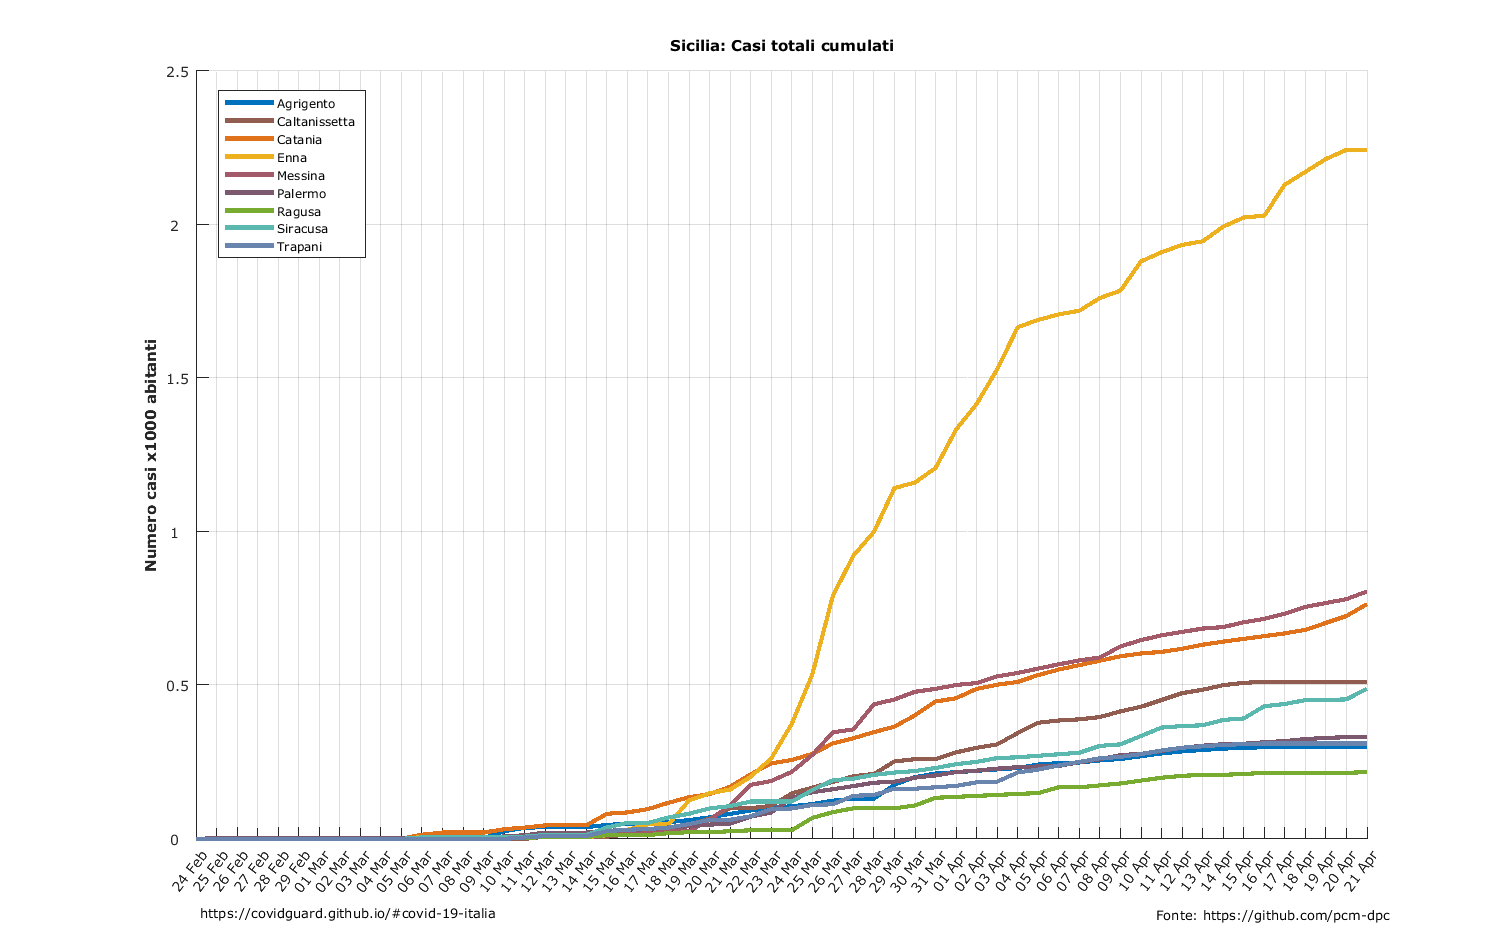 Sicilia: Casi totali cumulati
2.5
2
1.5
1
0.5
0
Numero casi x1000 abitanti
Agrigento
Caltanissetta
Catania
Enna
Messina
Palermo
Ragusa
Siracusa
Trapani
24 Feb
25 Feb
26 Feb
27 Feb
28 Feb
29 Feb
01 Mar
02 Mar
03 Mar
04 Mar
05 Mar
06 Mar
07 Mar
08 Mar
09 Mar
10 Mar
11 Mar
12 Mar
13 Mar
14 Mar
15 Mar
16 Mar
17 Mar
18 Mar
19 Mar
20 Mar
21 Mar
22 Mar
23 Mar
24 Mar
25 Mar
26 Mar
27 Mar
28 Mar
29 Mar
30 Mar
31 Mar
01 Apr
02 Apr
03 Apr
04 Apr
05 Apr
06 Apr
07 Apr
08 Apr
09 Apr
10 Apr
11 Apr
12 Apr
13 Apr
14 Apr
15 Apr
16 Apr
17 Apr
18 Apr
19 Apr
20 Apr
21 Apr
https://covidguard.github.io/#covid-19-italia
Fonte: https://github.com/pcm-dpc